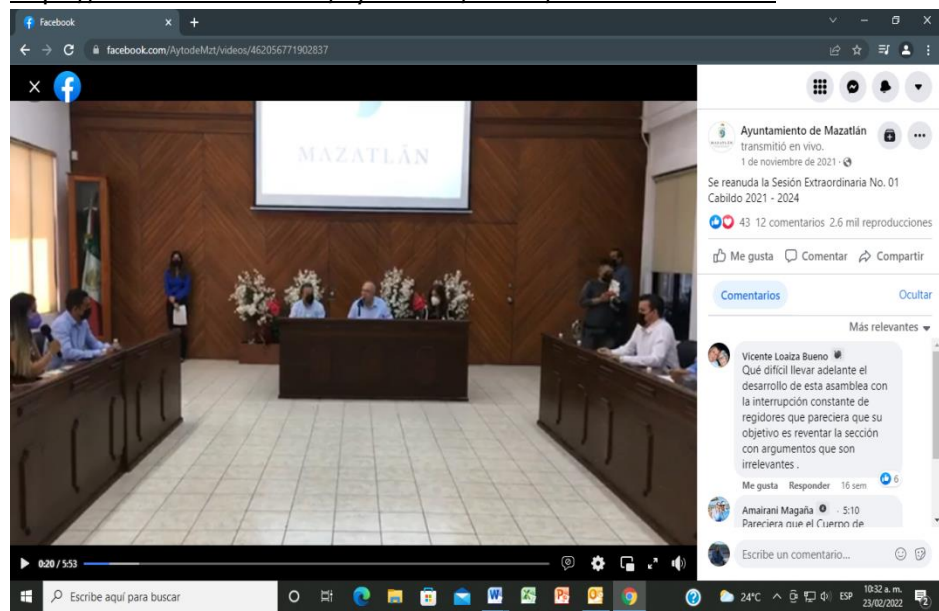 Facebook
facebook.com/AytodeMzt/videos/462056771902837
MAZATLÁN
Ayuntamiento de Mazatlán
transmitió en vivo.
1 de noviembre de 2021 ·
Se reanuda la Sesión Extraordinaria No. 01
Cabildo 2021 - 2024
43 12 comentarios 2.6 mil reproducciones
Me gusta Comentar Compartir
Comentarios Ocultar
Más relevantes
Vicente Loaiza Bueno
Qué difícil llevar adelante el
desarrollo de esta asamblea con
la interrupción constante de
regidores que pareciera que su
objetivo es reventar la sección
con argumentos que son
irrelevantes .
Me gusta Responder 16 sem 6
Amairani Magaña · 5:10
Pareciera que el Cuerpo de
Escribe un comentario...
0:20 / 5:53
Escribe aquí para buscar
24°C ESP 10:32 a. m.
23/02/2022
2